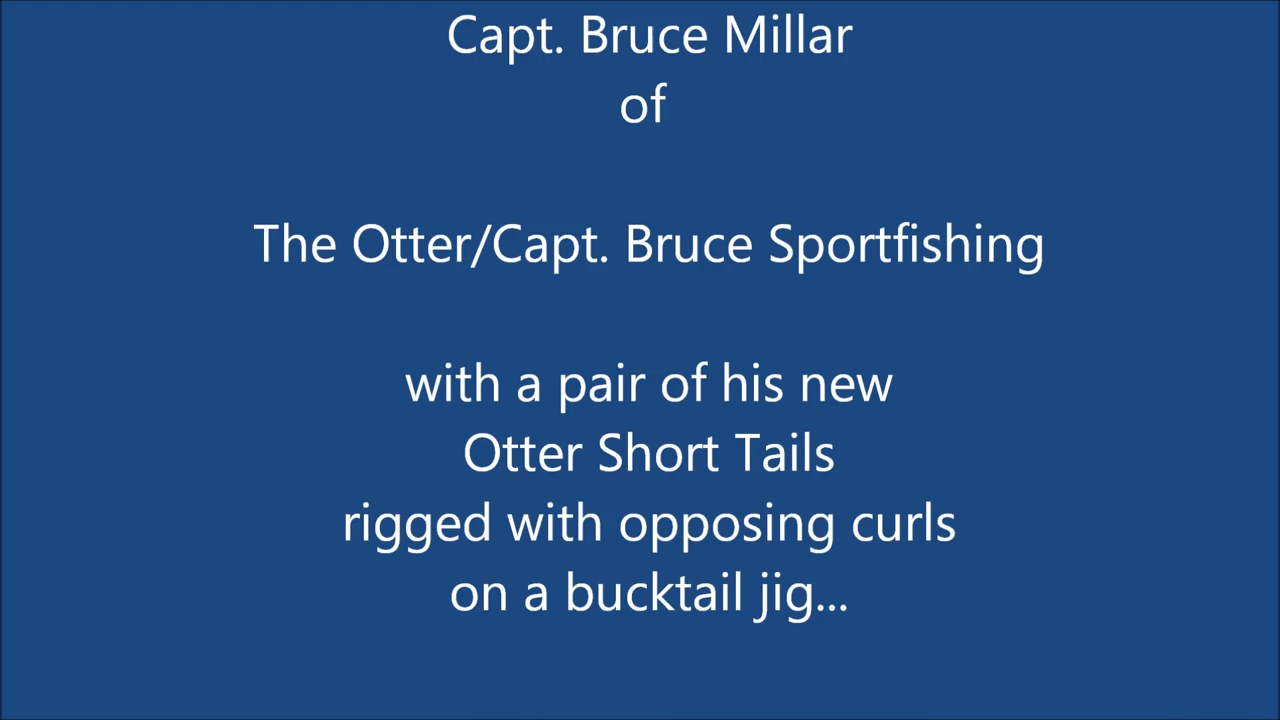 Capt. Bruce Millar
of
The Otter/Capt. Bruce Sportfishing
with a pair of his new
Otter Short Tails
rigged with opposing curls
on a bucktail jig...